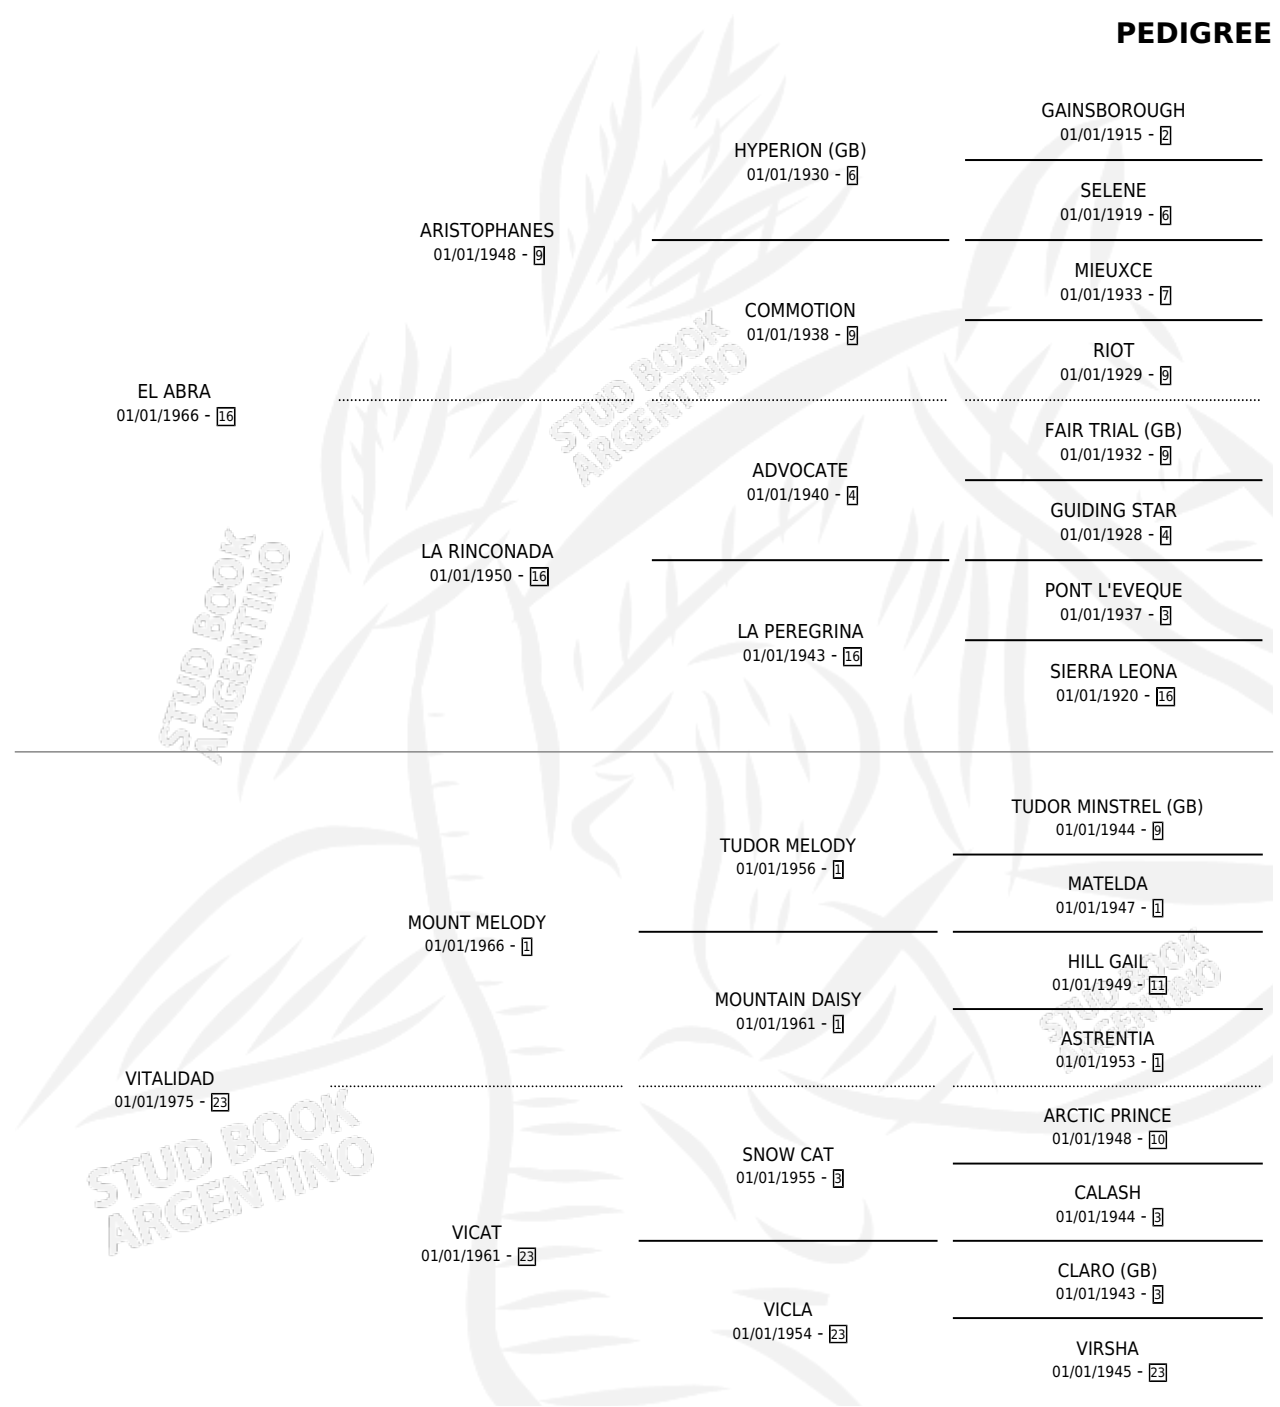 PEDIGREE
GAINSBOROUGH
01/01/1915 - 2
HYPERION (GB)
01/01/1930 - 6
SELENE
01/01/1919 - 6
ARISTOPHANES
01/01/1948 - 9
MIEUXCE
01/01/1933 - 7
COMMOTION
01/01/1938 - 9
RIOT
01/01/1929 - 9
EL ABRA
01/01/1966 - 16
FAIR TRIAL (GB)
01/01/1932 - 9
ADVOCATE
01/01/1940 - 4
GUIDING STAR
01/01/1928 - 4
LA RINCONADA
01/01/1950 - 16
PONT L'EVEQUE
01/01/1937 - 3
LA PEREGRINA
01/01/1943 - 16
SIERRA LEONA
01/01/1920 - 16
TUDOR MINSTREL (GB)
01/01/1944 - 9
TUDOR MELODY
01/01/1956 - 1
MATELDA
01/01/1947 - 1
MOUNT MELODY
01/01/1966 - 1
HILL GAIL
01/01/1949 - 11
MOUNTAIN DAISY
01/01/1961 - 1
ASTRENTIA
01/01/1953 - 1
VITALIDAD
01/01/1975 - 23
ARCTIC PRINCE
01/01/1948 - 10
SNOW CAT
01/01/1955 - 3
CALASH
01/01/1944 - 3
VICAT
01/01/1961 - 23
CLARO (GB)
01/01/1943 - 3
VICLA
01/01/1954 - 23
VIRSHA
01/01/1945 - 23
STUD BOOK
ARGENTINO
STUD BOOK
ARGENTINO
STUD BOOK
ARGENTINO
STUD BOOK
ARGENTINO